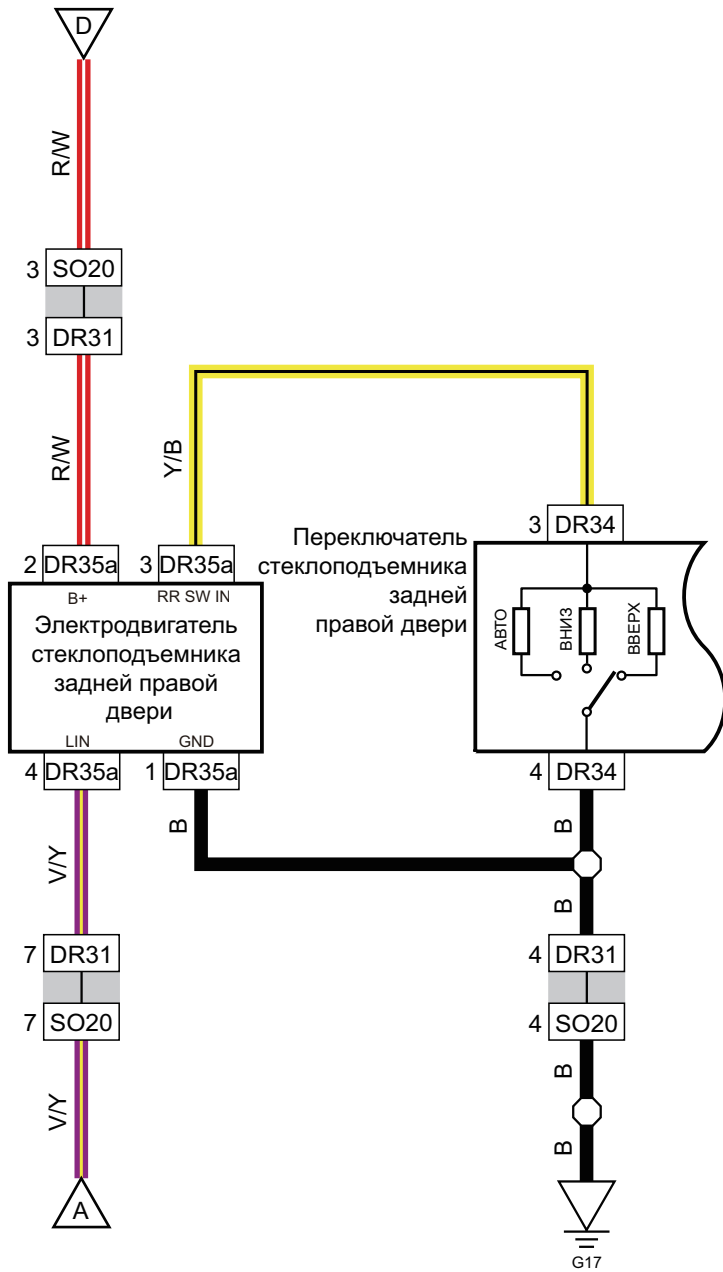 D
R/W
3 SO20
3 DR31
R/W
Y/B
2 DR35a
3 DR35a
B+
RR SW IN
Электродвигатель
стеклоподъемника
задней правой
двери
LIN
GND
4 DR35a
1 DR35a
Переключатель
стеклоподъемника
задней
правой двери
3 DR34
АВТО
ВНИЗ
ВВЕРХ
4 DR34
V/Y
B
B
B
7 DR31
7 SO20
4 DR31
4 SO20
V/Y
B
B
A
G17